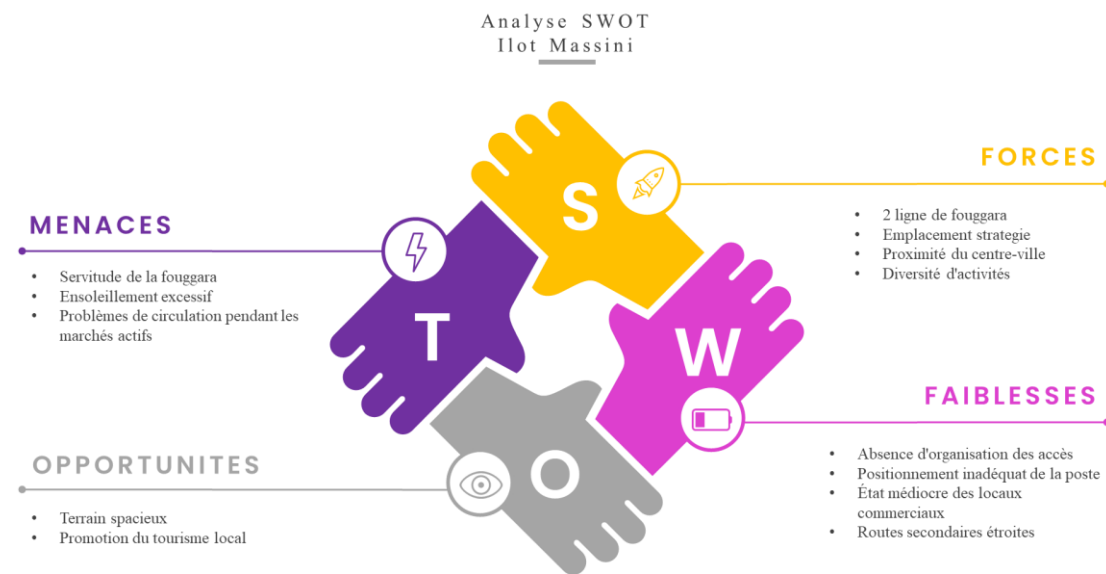 Analyse SWOT
Ilot Massini
S
FORCES
• 2 ligne de fouggara
• Emplacement strategie
• Proximité du centre-ville
• Diversité d'activités
MENACES
• Servitude de la fouggara
• Ensoleillement excessif
• Problèmes de circulation pendant les
marchés actifs
T
W
FAIBLESSES
• Absence d'organisation des accès
• Positionnement inadéquat de la poste
• État médiocre des locaux
commerciaux
• Routes secondaires étroites
OPPORTUNITES
• Terrain spacieux
• Promotion du tourisme local
O